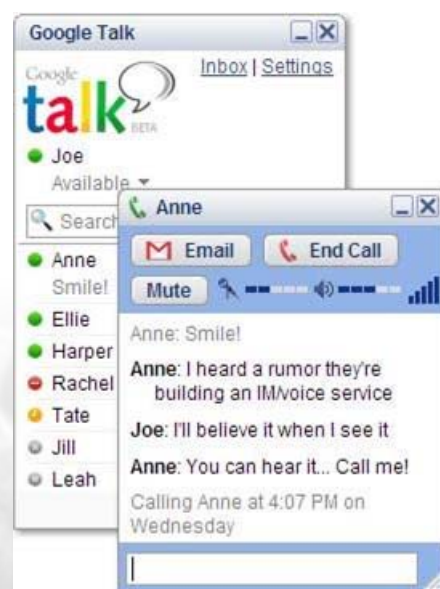 Google Talk
Inbox | Settings
Google
talk
BETA
Joe
Available
Search
Anne
Smile!
Ellie
Harper
Rachel
Tate
Jill
Leah
Anne
Email
End Call
Mute
Anne: Smile!
Anne: I heard a rumor they're
building an IM/voice service
Joe: I'll believe it when I see it
Anne: You can hear it... Call me!
Calling Anne at 4:07 PM on
Wednesday